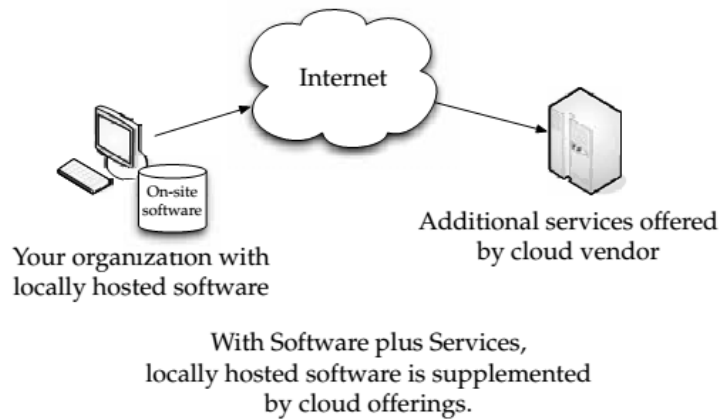 Internet
On-site
software
Additional services offered
by cloud vendor
Your organization with
locally hosted software
With Software plus Services,
locally hosted software is supplemented
by cloud offerings.